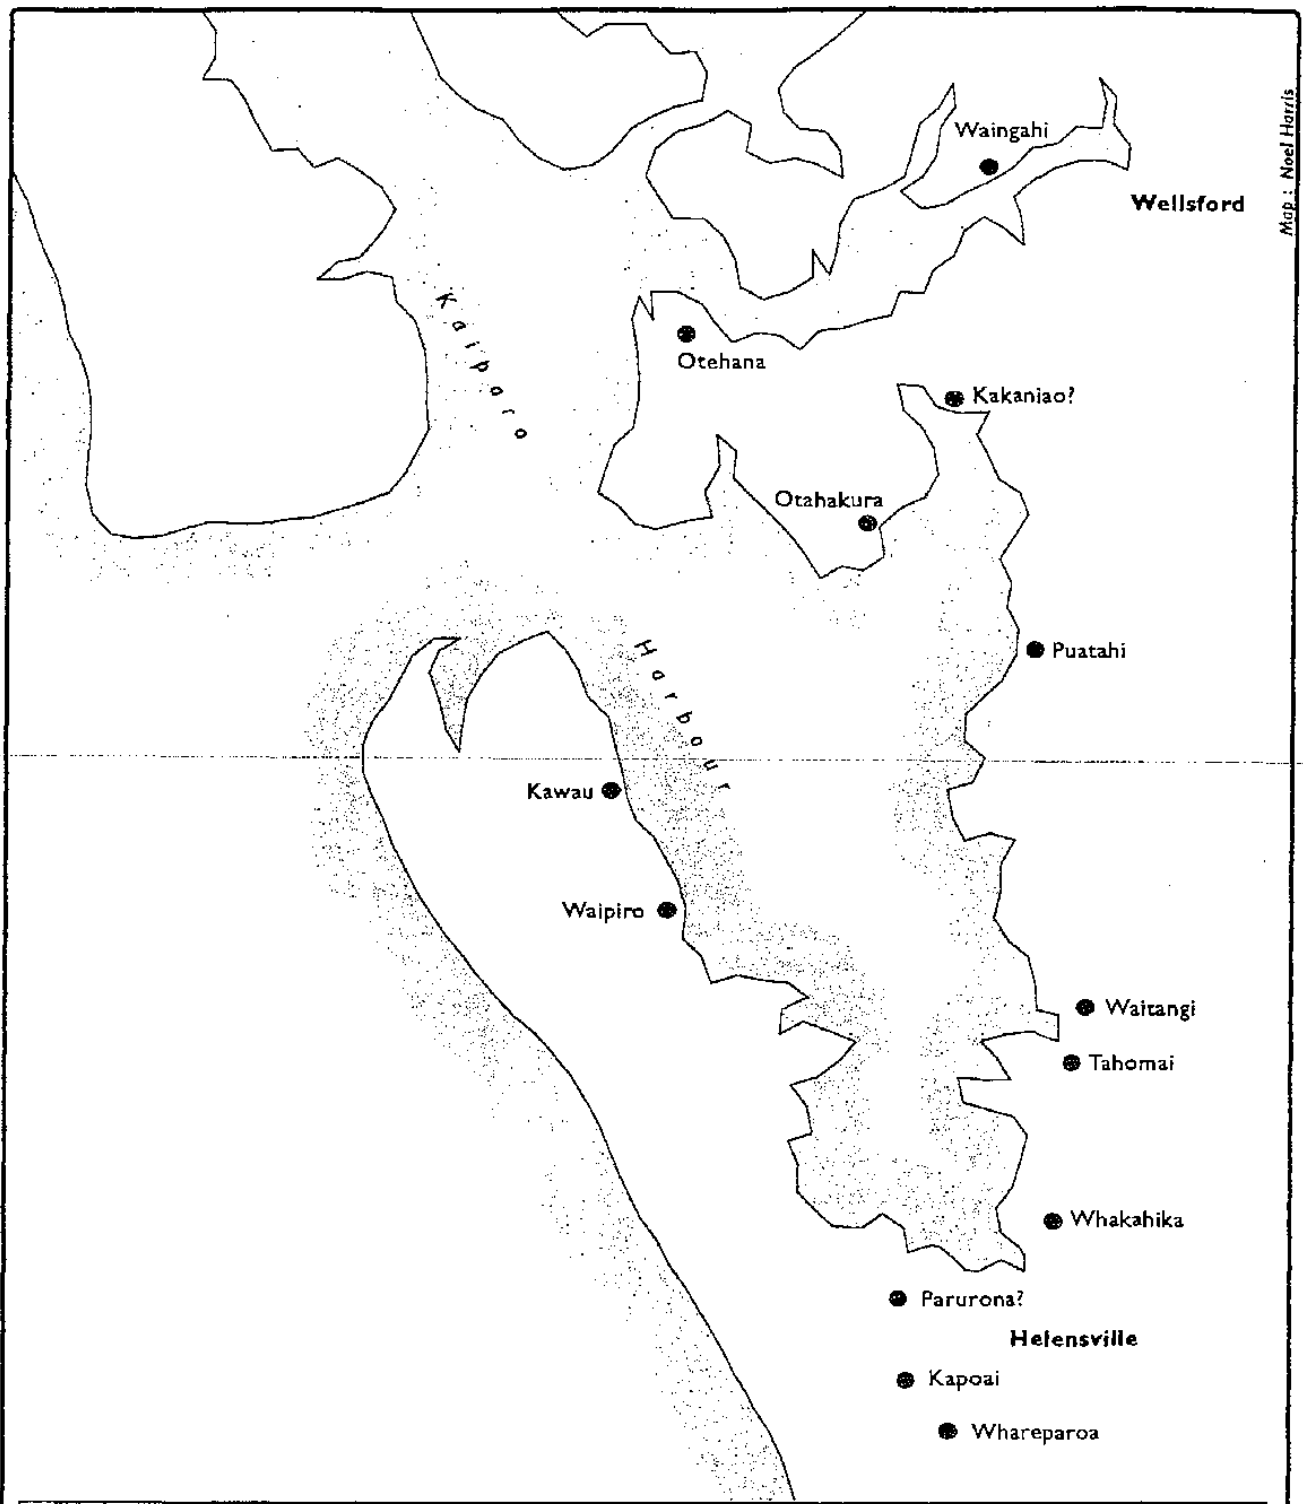 Map : Noel Harris
Waingahi
Wellsford
Kaipara
Otehana
Kakaniao?
Otahakura
Harbour
Puatahi
Kawau
Waipiro
Waitangi
Tahomai
Whakahika
Parurona?
Helensville
Kapoai
Whareparoa